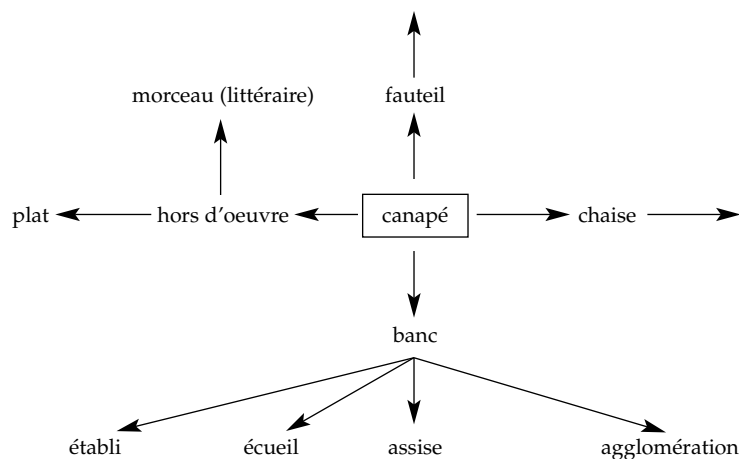 morceau (littéraire) fauteil
plat hors d'oeuvre canapé chaise
banc
établi écueil assise agglomération